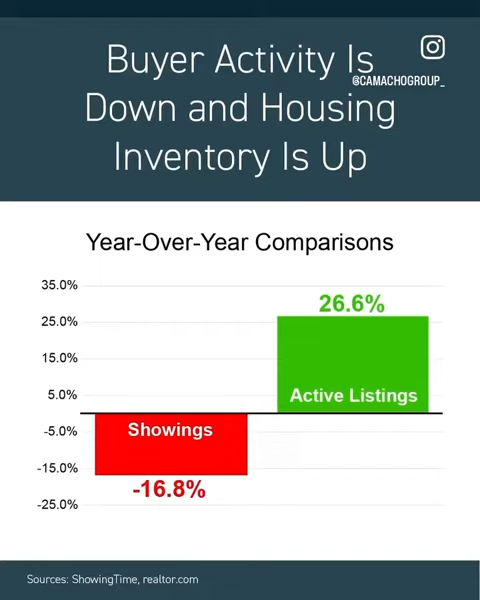 Buyer Activity Is
@CAMACHOGROUP_
Down and Housing
Inventory Is Up
Year-Over-Year Comparisons
35.0%
26.6%
25.0%
15.0%
5.0%
Active Listings
Showings
-5.0%
-15.0%
-16.8%
-25.0%
Sources: ShowingTime, realtor.com